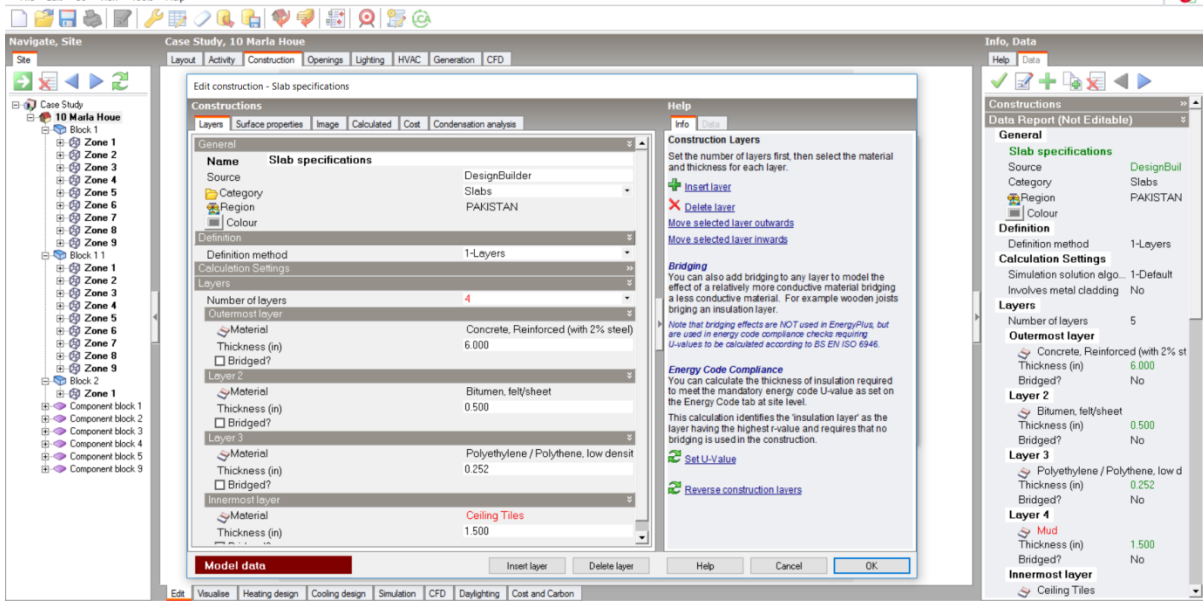 Navigate, Site
Site
Case Study
10 Marla Houe
Block 1
Zone 1
Zone 2
Zone 3
Zone 4
Zone 5
Zone 6
Zone 7
Zone 8
Zone 9
Block 1 1
Zone 1
Zone 2
Zone 3
Zone 4
Zone 5
Zone 6
Zone 7
Zone 8
Zone 9
Block 2
Zone 1
Component block 1
Component block 2
Component block 3
Component block 4
Component block 5
Component block 9
Case Study, 10 Marla Houe
Layout Activity Construction Openings Lighting HVAC Generation CFD
Edit construction - Slab specifications
Constructions
Layers Surface properties Image Calculated Cost Condensation analysis
General
Name Slab specifications
Source DesignBuilder
Category Slabs
Region PAKISTAN
Colour
Definition
Definition method 1-Layers
Calculation Settings
Layers
Number of layers 4
Outermost layer
Material Concrete, Reinforced (with 2% steel)
Thickness (in) 6.000
Bridged?
Layer 2
Material Bitumen, felt/sheet
Thickness (in) 0.500
Bridged?
Layer 3
Material Polyethylene / Polythene, low densit
Thickness (in) 0.252
Bridged?
Innermost layer
Material Ceiling Tiles
Thickness (in) 1.500
Model data
Insert layer Delete layer Help Cancel OK
Help
Info Data
Construction Layers
Set the number of layers first, then select the material
and thickness for each layer.
Insert layer
Delete layer
Move selected layer outwards
Move selected layer inwards
Bridging
You can also add bridging to any layer to model the
effect of a relatively more conductive material bridging
a less conductive material. For example wooden joists
briging an insulation layer.
Note that bridging effects are NOT used in EnergyPlus, but
are used in energy code compliance checks requiring
U-values to be calculated according to BS EN ISO 6946.
Energy Code Compliance
You can calculate the thickness of insulation required
to meet the mandatory energy code U-value as set on
the Energy Code tab at site level.
This calculation identifies the 'insulation layer' as the
layer having the highest r-value and requires that no
bridging is used in the construction.
Set U-Value
Reverse construction layers
Edit Visualise Heating design Cooling design Simulation CFD Daylighting Cost and Carbon
Info, Data
Help Data
Constructions
Data Report (Not Editable)
General
Slab specifications
Source DesignBuil
Category Slabs
Region PAKISTAN
Colour
Definition
Definition method 1-Layers
Calculation Settings
Simulation solution algo... 1-Default
Involves metal cladding No
Layers
Number of layers 5
Outermost layer
Concrete, Reinforced (with 2% st
Thickness (in) 6.000
Bridged? No
Layer 2
Bitumen, felt/sheet
Thickness (in) 0.500
Bridged? No
Layer 3
Polyethylene / Polythene, low d
Thickness (in) 0.252
Bridged? No
Layer 4
Mud
Thickness (in) 1.500
Bridged? No
Innermost layer
Ceiling Tiles